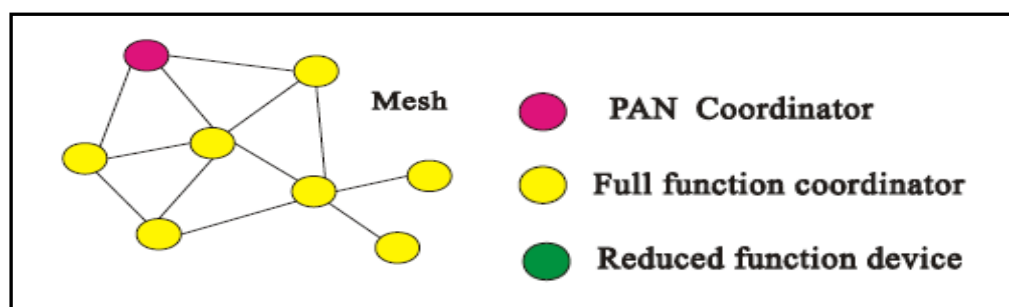 Mesh
PAN Coordinator
Full function coordinator
Reduced function device